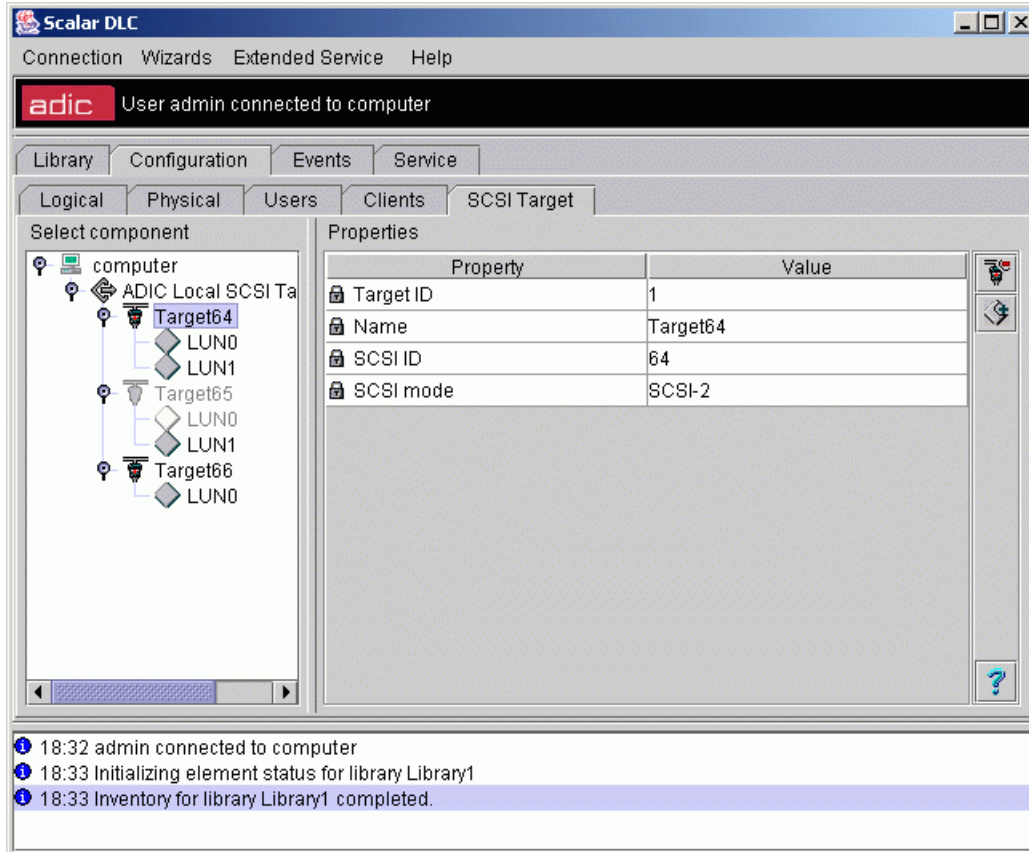 Scalar DLC
Connection Wizards Extended Service Help
adic User admin connected to computer
Library Configuration Events Service
Logical Physical Users Clients SCSI Target
Select component
computer
ADIC Local SCSI Ta
Target64
LUN0
LUN1
Target65
LUN0
LUN1
Target66
LUN0
Properties
Property Value
Target ID 1
Name Target64
SCSI ID 64
SCSI mode SCSI-2
?
18:32 admin connected to computer
18:33 Initializing element status for library Library1
18:33 Inventory for library Library1 completed.